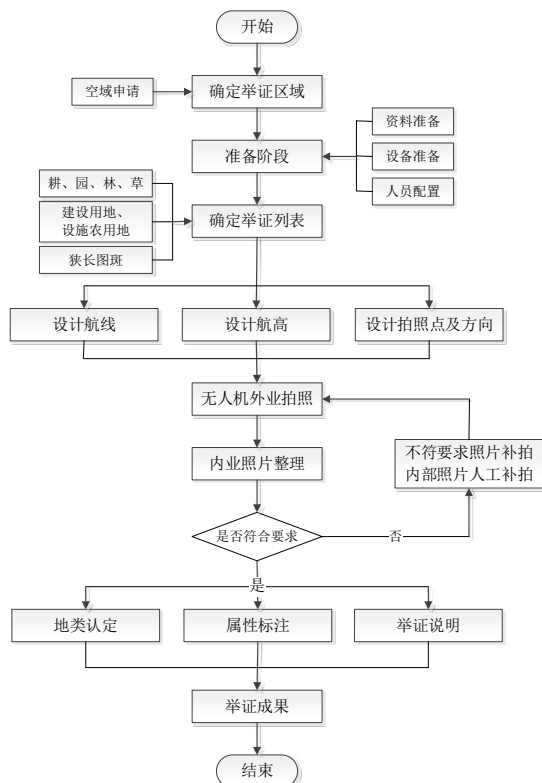 开始
空域申请
确定举证区域
资料准备
准备阶段
设备准备
人员配置
耕、园、林、草
建设用地、
设施农用地
确定举证列表
狭长图斑
设计航线
设计航高
设计拍照点及方向
无人机外业拍照
不符要求照片补拍
内部照片人工补拍
内业照片整理
是否符合要求
否
是
地类认定
属性标注
举证说明
举证成果
结束